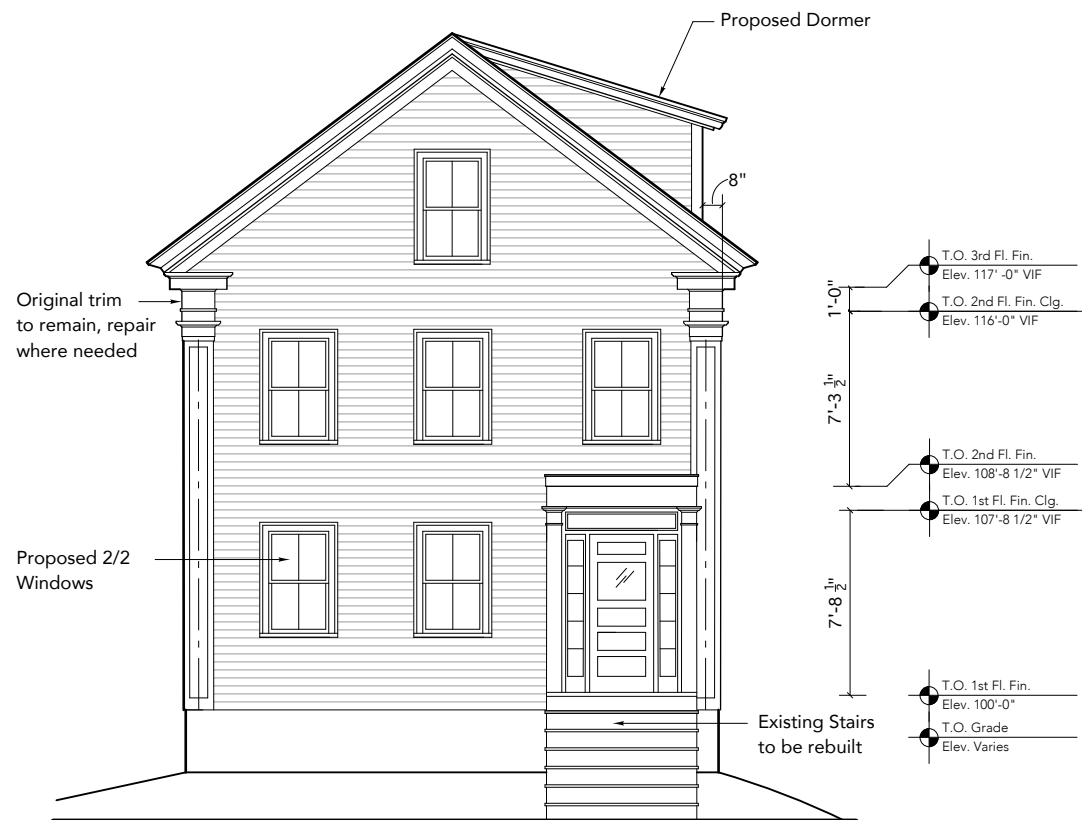 Proposed Dormer
8"
Original trim
to remain, repair
where needed
T.O. 3rd Fl. Fin.
Elev. 117' -0" VIF
1'-0"
T.O. 2nd Fl. Fin. Clg.
Elev. 116'-0" VIF
7'-3 1/2"
T.O. 2nd Fl. Fin.
Elev. 108'-8 1/2" VIF
T.O. 1st Fl. Fin. Clg.
Elev. 107'-8 1/2" VIF
Proposed 2/2
Windows
7'-8 1/2"
T.O. 1st Fl. Fin.
Elev. 100'-0"
Existing Stairs
to be rebuilt
T.O. Grade
Elev. Varies